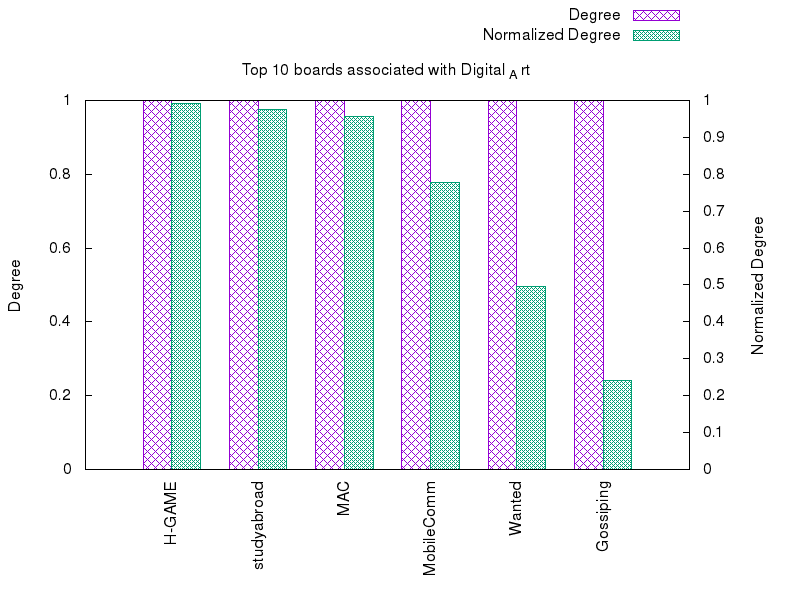 Degree
Normalized Degree
Top 10 boards associated with Digital A rt
1
0.8
0.6
0.4
0.2
0
1
0.9
0.8
0.7
0.6
0.5
0.4
0.3
0.2
0.1
0
Degree
Normalized Degree
H-GAME
studyabroad
MAC
MobileComm
Wanted
Gossiping